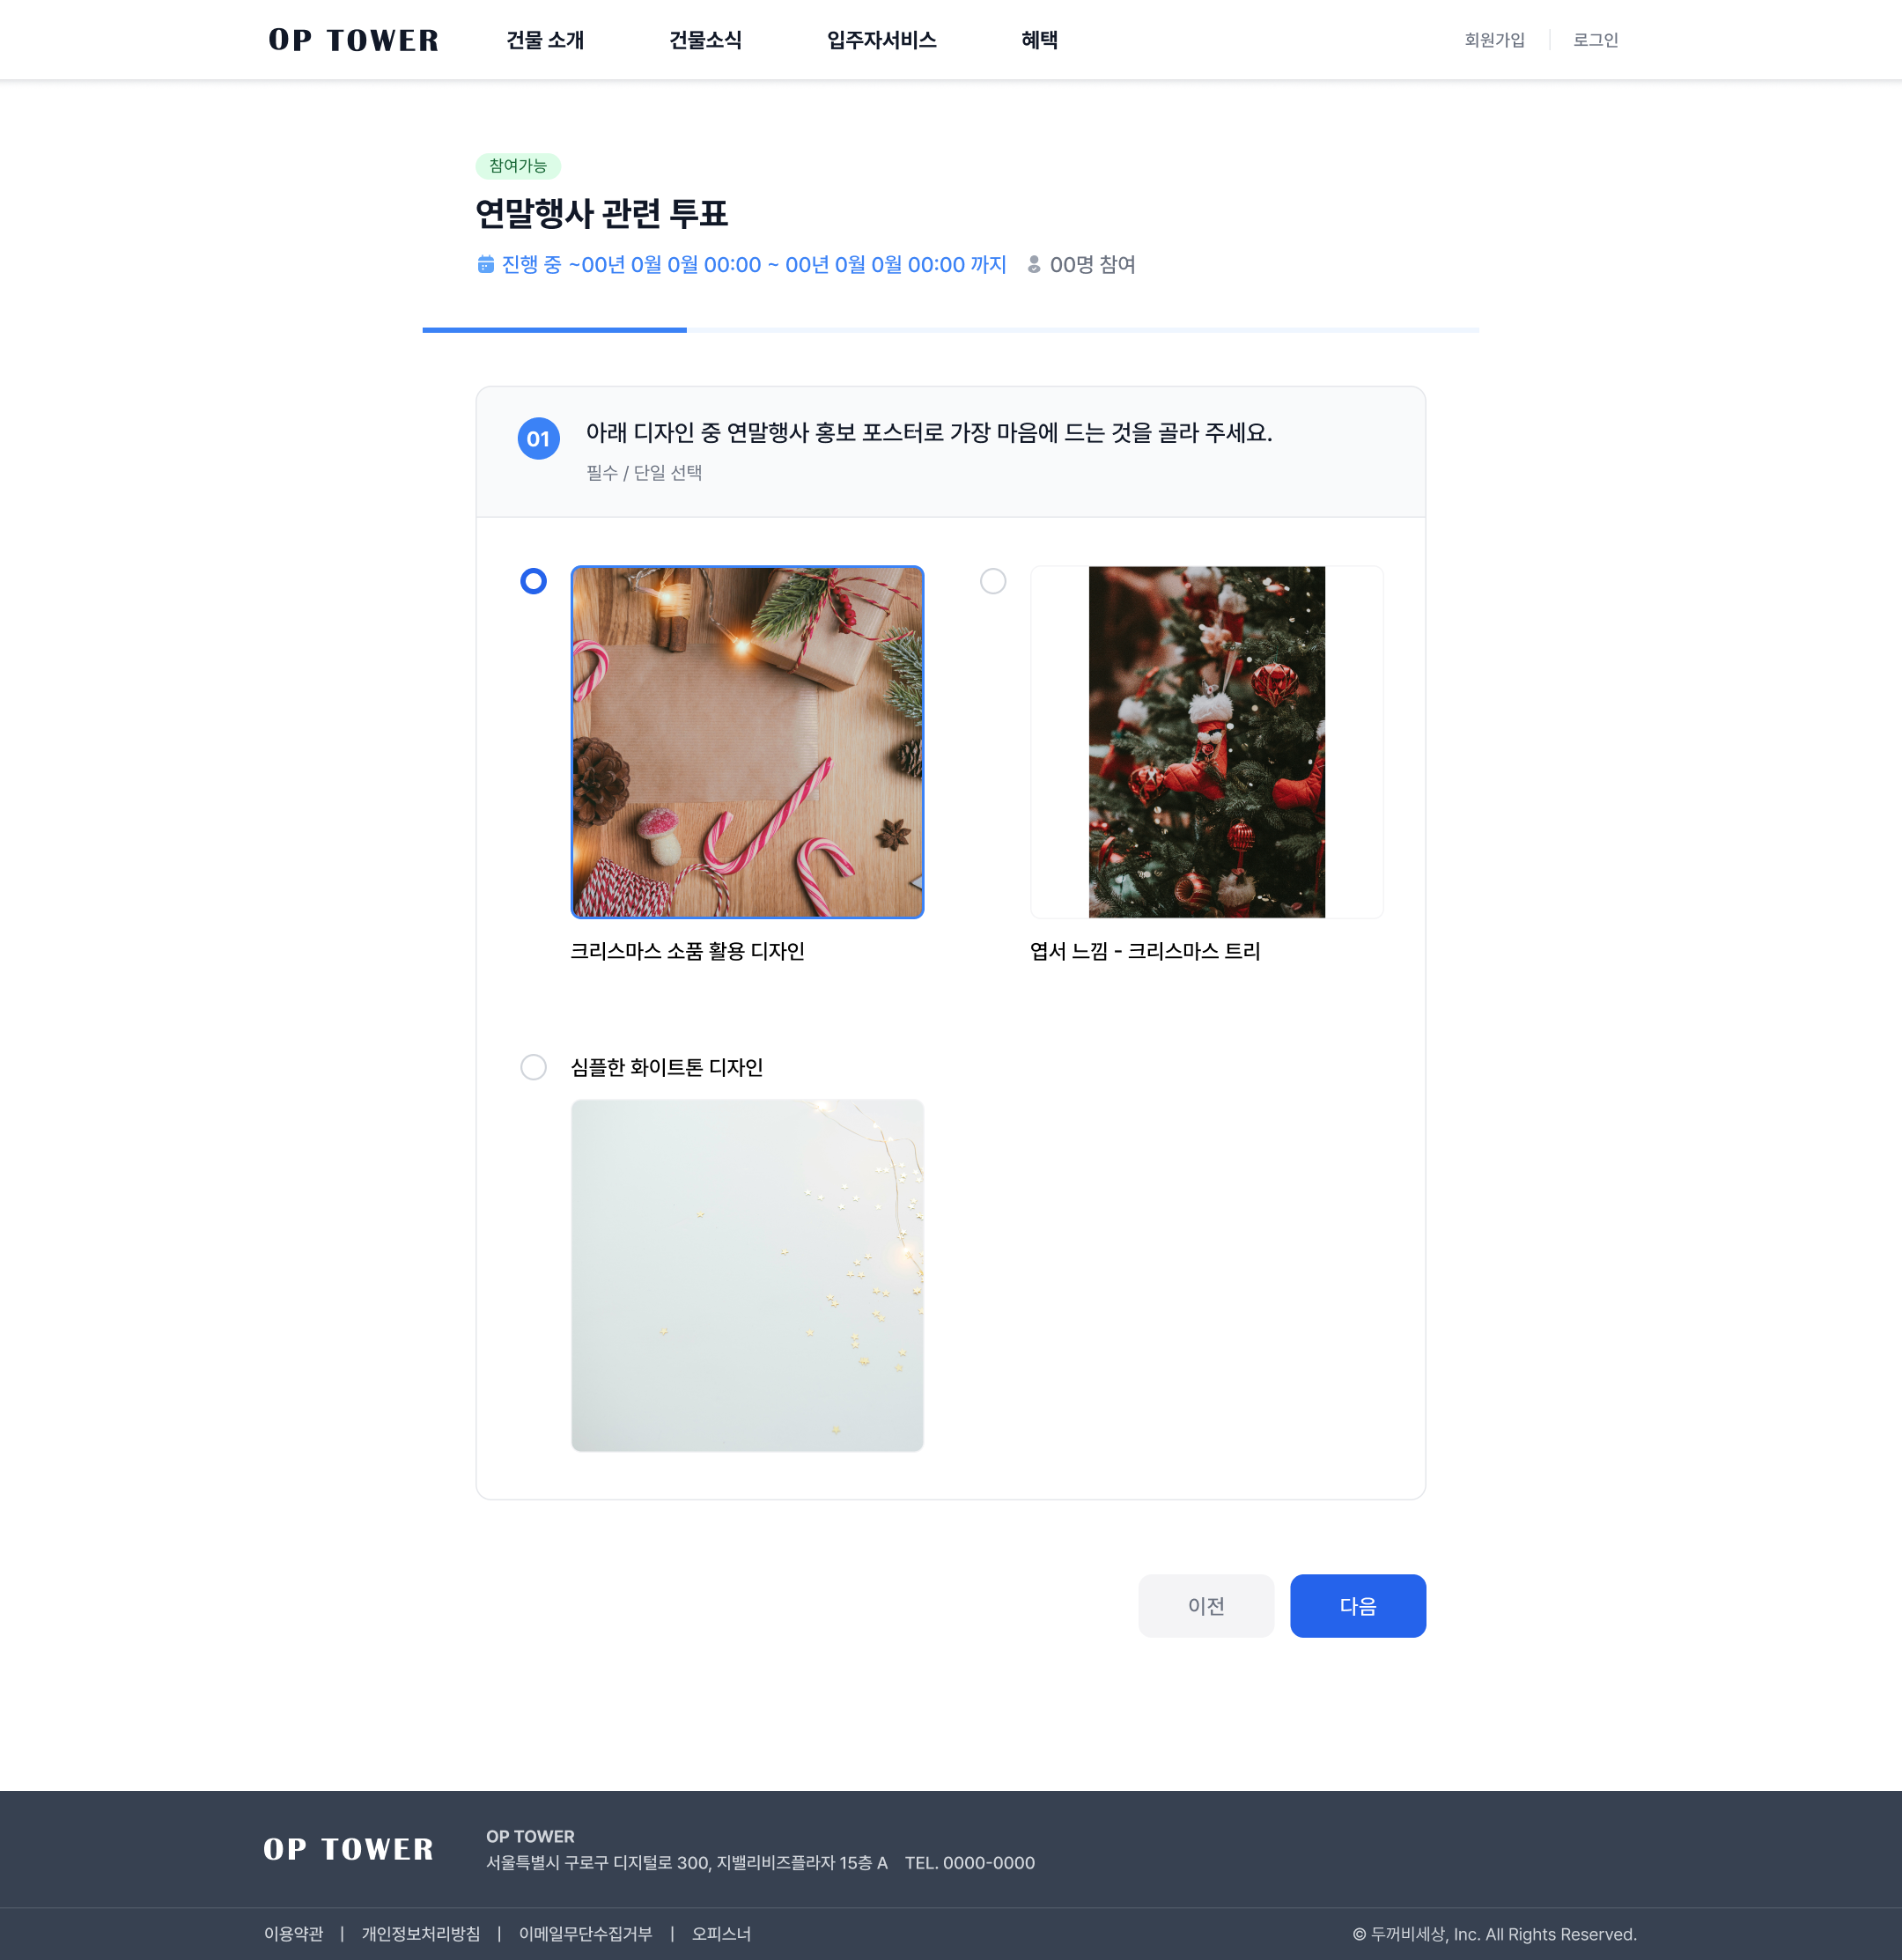 OP TOWER 건물 소개 건물소식 입주자서비스 혜택 회원가입 로그인
참여가능
연말행사 관련 투표
진행 중 ~00년 0월 0월 00:00 ~ 00년 0월 0월 00:00 까지 00명 참여
01 아래 디자인 중 연말행사 홍보 포스터로 가장 마음에 드는 것을 골라 주세요.
필수 / 단일 선택
크리스마스 소품 활용 디자인
엽서 느낌 - 크리스마스 트리
심플한 화이트톤 디자인
이전 다음
OP TOWER
OP TOWER
서울특별시 구로구 디지털로 300, 지밸리비즈플라자 15층 A TEL. 0000-0000
이용약관 | 개인정보처리방침 | 이메일무단수집거부 | 오피스너
© 두꺼비세상, Inc. All Rights Reserved.